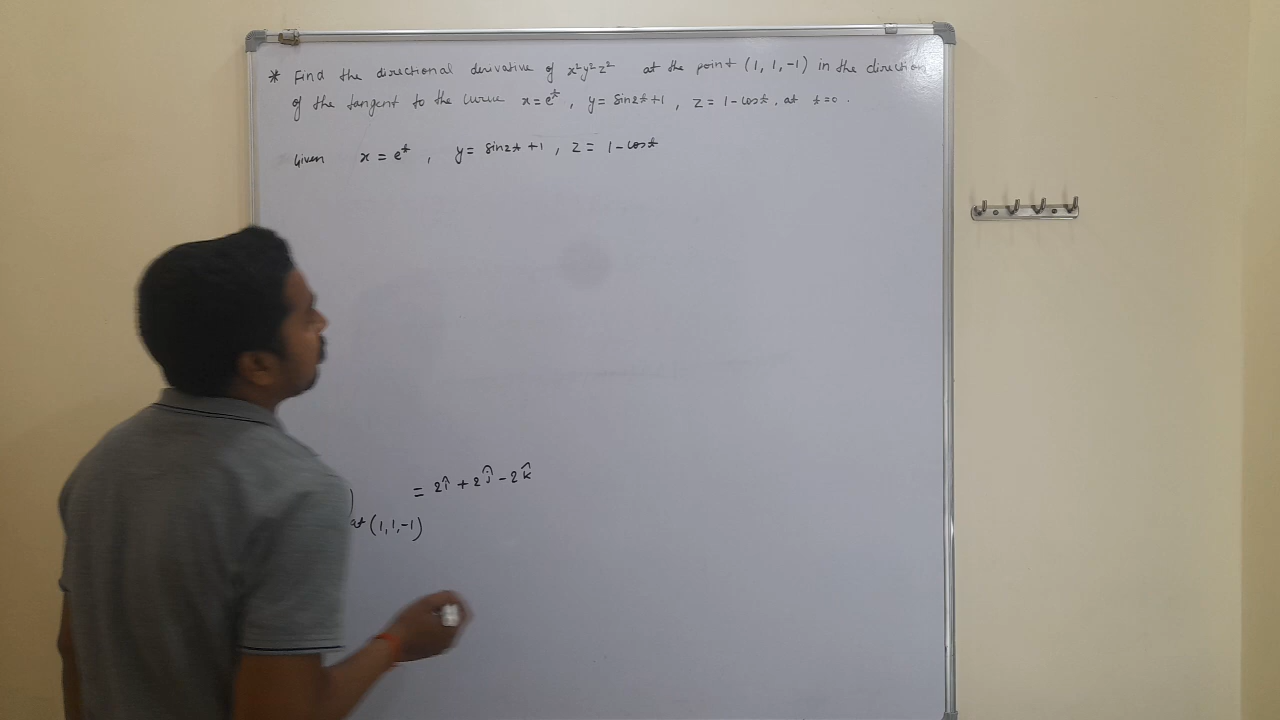 * Find the directional derivative of x²y²z² at the point (1, 1, -1) in the direction
of the tangent to the curve x = eᵗ, y = sin2t+1, z = 1-cost. at t=0.
Given x = eᵗ, y = sin2t+1, z = 1-cost
) = 2î + 2ĵ - 2k̂
at (1,1,-1)